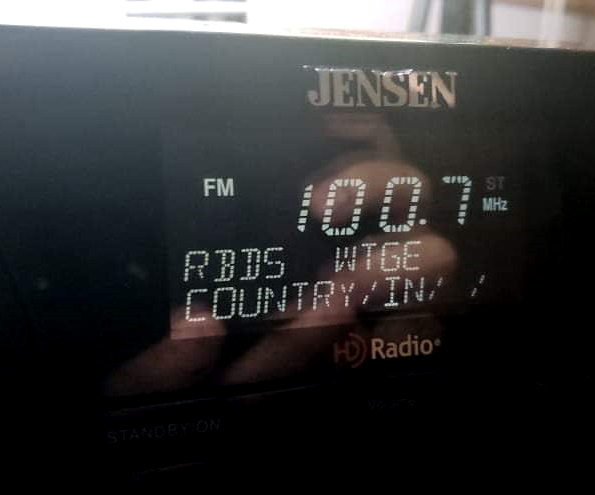 JENSEN
FM 100.7 ST MHz
RBDS WTGE
COUNTRY/IN/ /
HD Radio®
STANDBY/ON